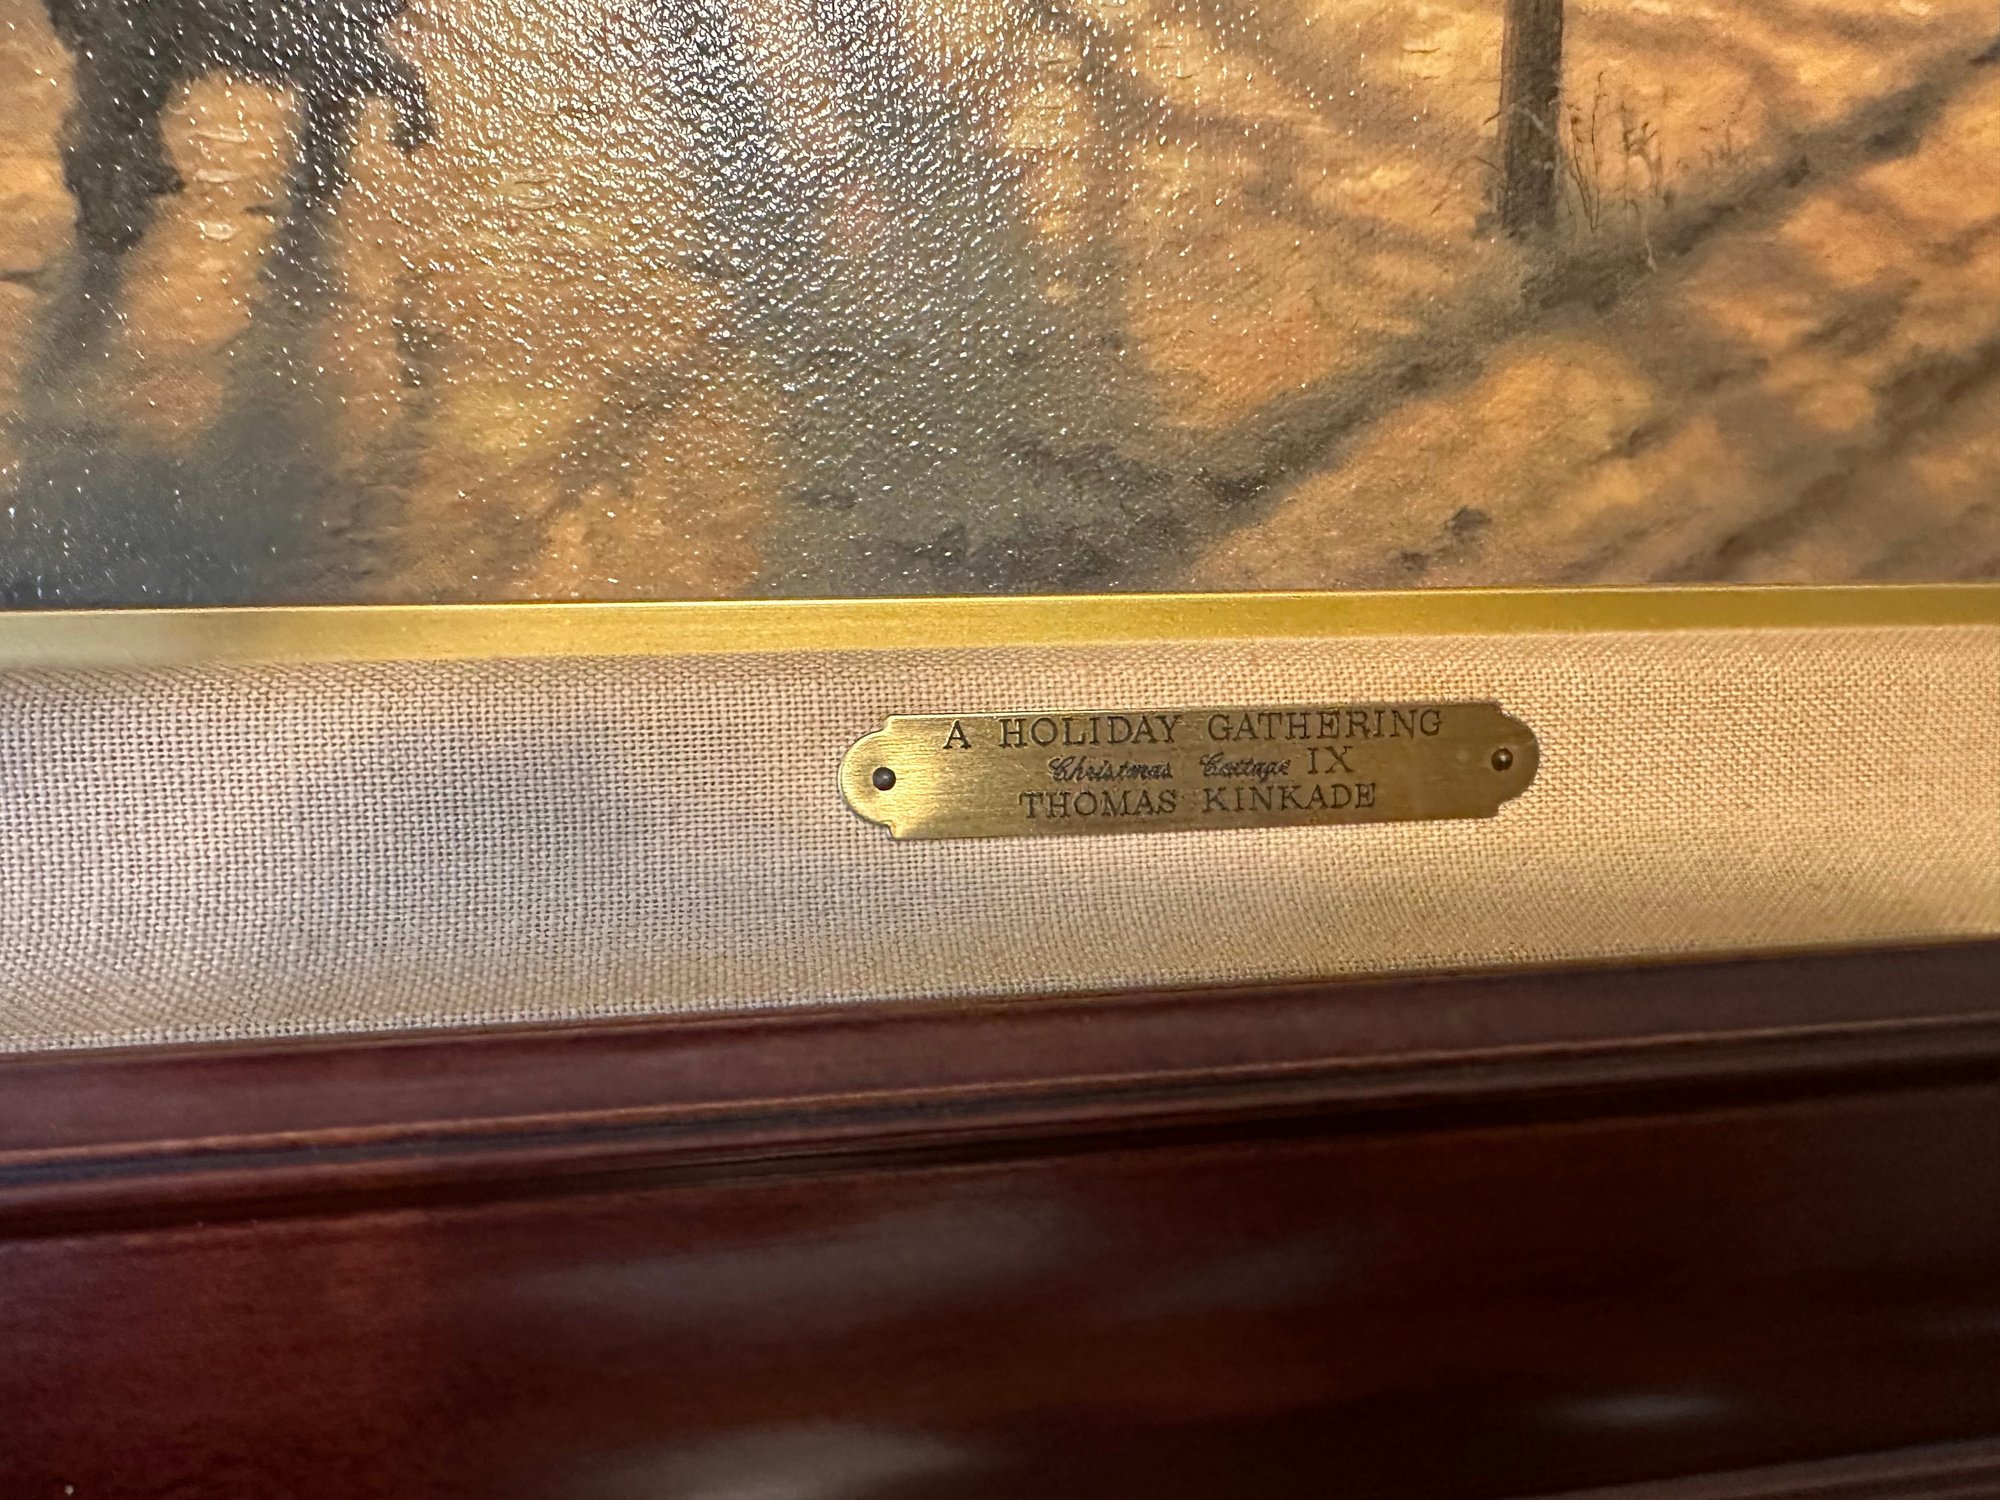 A HOLIDAY GATHERING
Christmas Cottage IX
THOMAS KINKADE